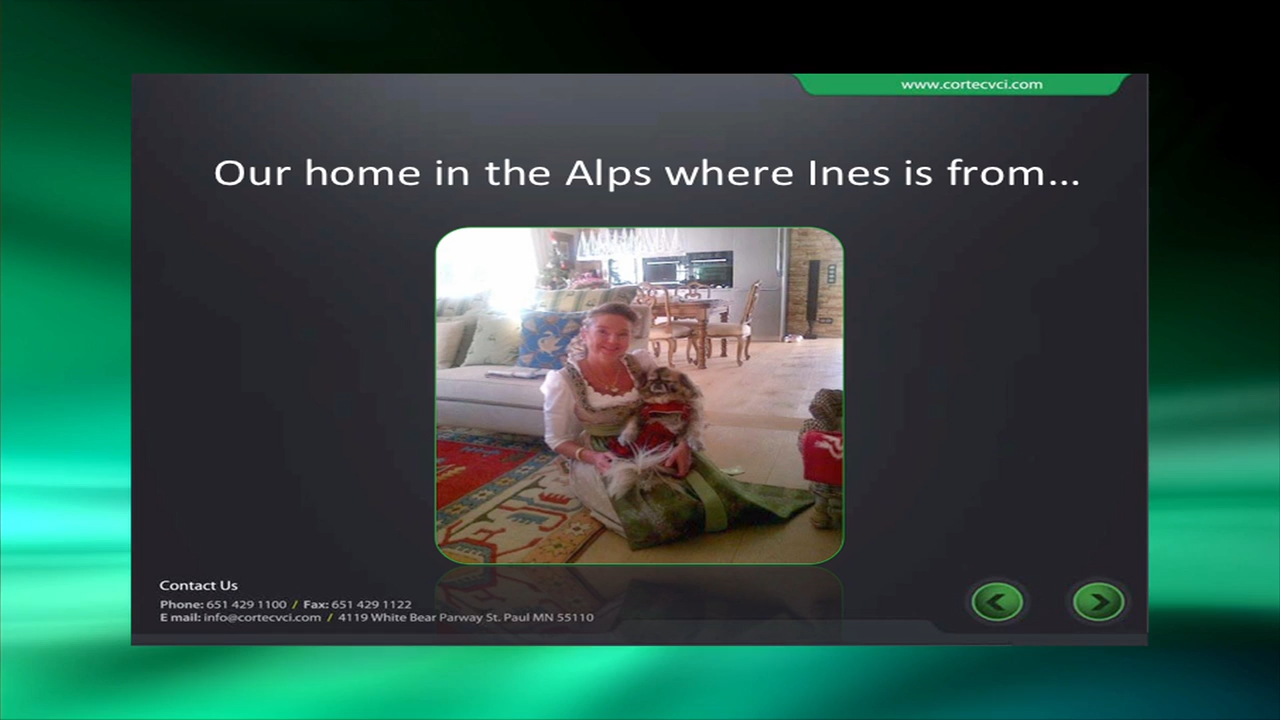 www.cortecvci.com
Our home in the Alps where Ines is from...
Contact Us
Phone: 651 429 1100 / Fax: 651 429 1122
E mail: info@cortecvci.com / 4119 White Bear Parway St. Paul MN 55110